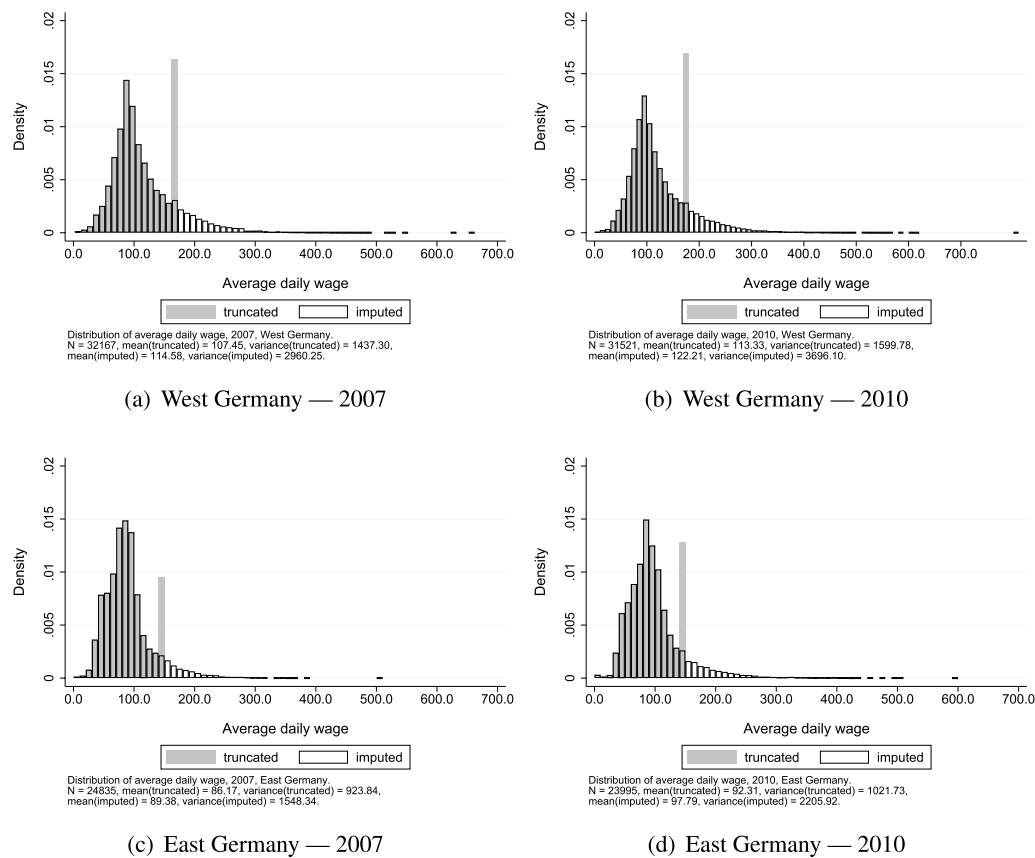 .02
.015
.01
.005
0
Density
0.0 100.0 200.0 300.0 400.0 500.0 600.0 700.0
Average daily wage
truncated imputed
Distribution of average daily wage, 2007, West Germany.
N = 32167, mean(truncated) = 107.45, variance(truncated) = 1437.30,
mean(imputed) = 114.58, variance(imputed) = 2960.25.
(a) West Germany — 2007
.02
.015
.01
.005
0
Density
0.0 100.0 200.0 300.0 400.0 500.0 600.0 700.0
Average daily wage
truncated imputed
Distribution of average daily wage, 2010, West Germany.
N = 31521, mean(truncated) = 113.33, variance(truncated) = 1599.78,
mean(imputed) = 122.21, variance(imputed) = 3696.10.
(b) West Germany — 2010
.02
.015
.01
.005
0
Density
0.0 100.0 200.0 300.0 400.0 500.0 600.0 700.0
Average daily wage
truncated imputed
Distribution of average daily wage, 2007, East Germany.
N = 24835, mean(truncated) = 86.17, variance(truncated) = 923.84,
mean(imputed) = 89.38, variance(imputed) = 1548.34.
(c) East Germany — 2007
.02
.015
.01
.005
0
Density
0.0 100.0 200.0 300.0 400.0 500.0 600.0 700.0
Average daily wage
truncated imputed
Distribution of average daily wage, 2010, East Germany.
N = 23995, mean(truncated) = 92.31, variance(truncated) = 1021.73,
mean(imputed) = 97.79, variance(imputed) = 2205.92.
(d) East Germany — 2010